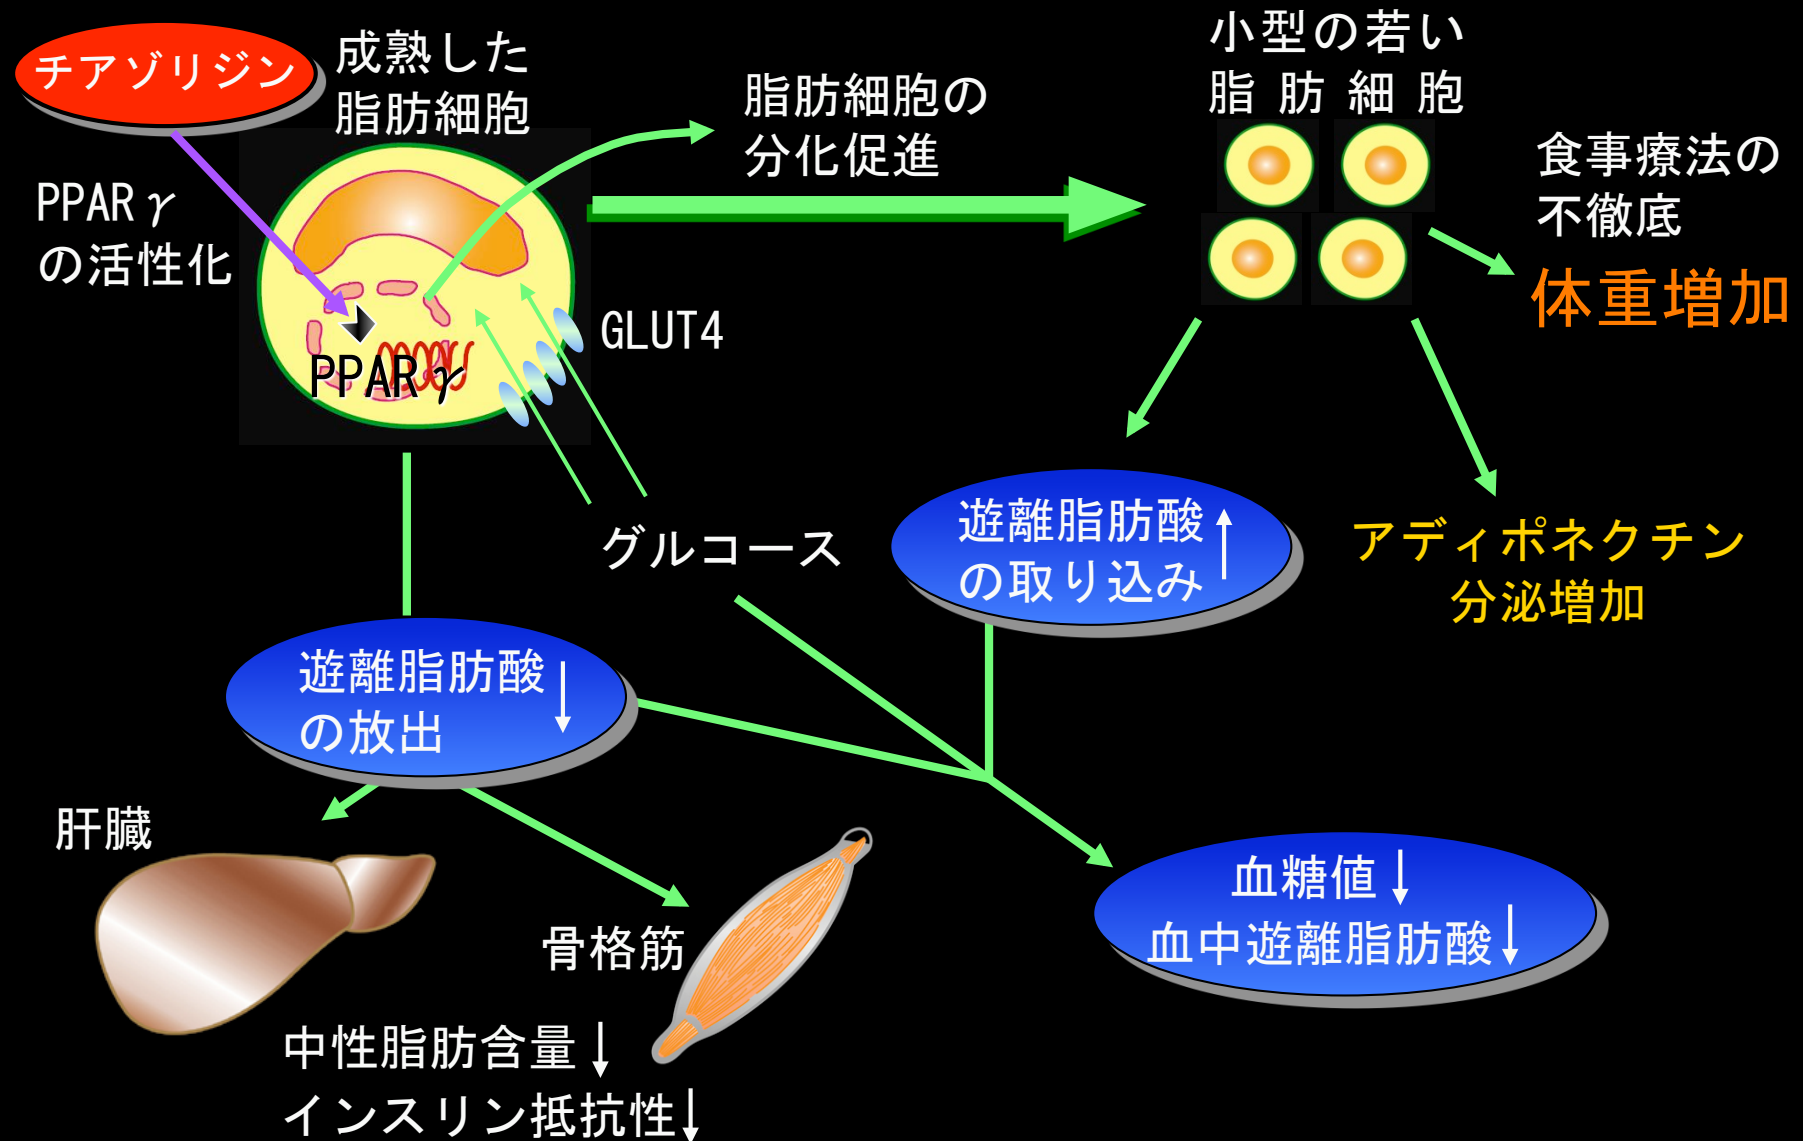 チアゾリジン
成熟した
脂肪細胞
PPARγ
の活性化
PPARγ
GLUT4
脂肪細胞の
分化促進
小型の若い
脂肪細胞
食事療法の
不徹底
体重増加
グルコース
遊離脂肪酸↑
の取り込み
アディポネクチン
分泌増加
遊離脂肪酸↓
の放出
肝臓
骨格筋
中性脂肪含量↓
インスリン抵抗性↓
血糖値↓
血中遊離脂肪酸↓